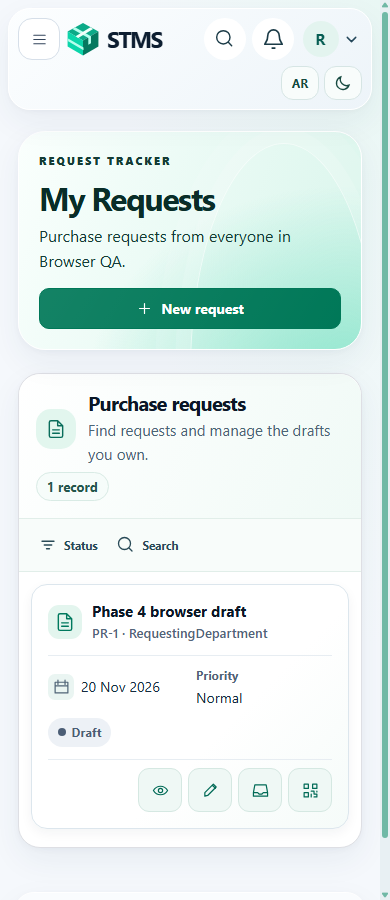 STMS
R
AR
REQUEST TRACKER
My Requests
Purchase requests from everyone in
Browser QA.
New request
Purchase requests
Find requests and manage the drafts
you own.
1 record
Status
Search
Phase 4 browser draft
PR-1 · RequestingDepartment
20 Nov 2026
Priority
Normal
Draft